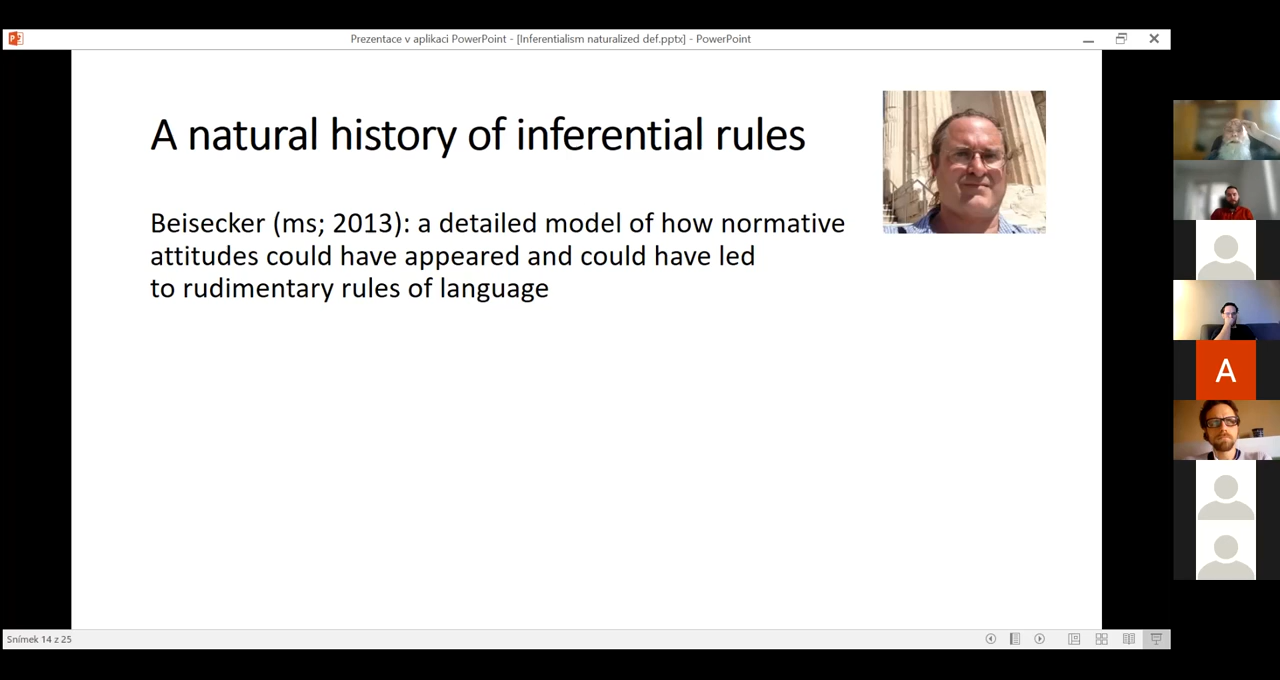 Prezentace v aplikaci PowerPoint - [Inferentialism naturalized def.pptx] - PowerPoint
A natural history of inferential rules
Beisecker (ms; 2013): a detailed model of how normative
attitudes could have appeared and could have led
to rudimentary rules of language
A
Snímek 14 z 25